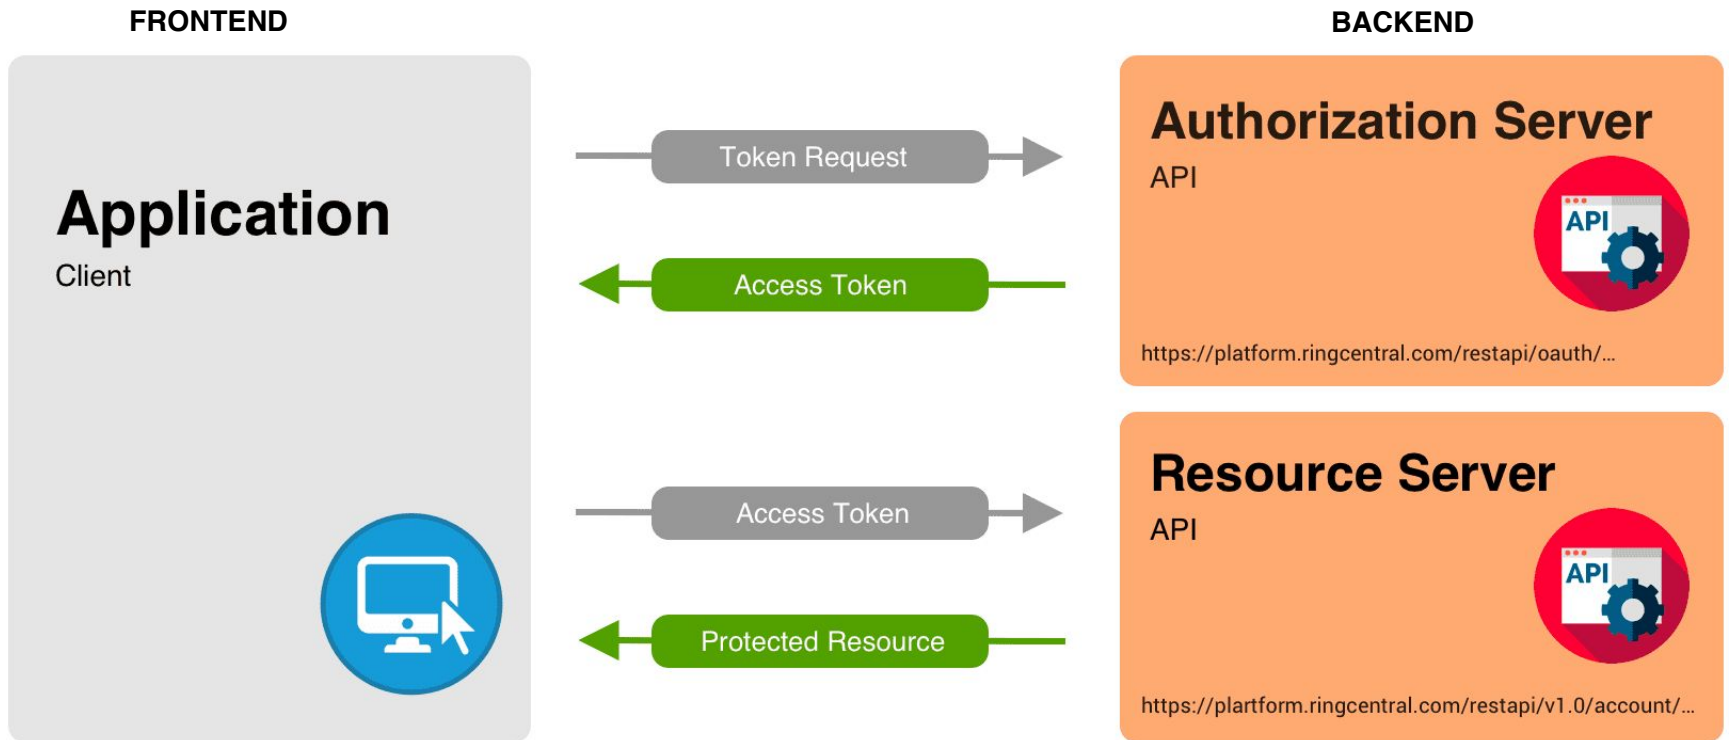 FRONTEND
BACKEND
Application
Client
Token Request
Access Token
Access Token
Protected Resource
Authorization Server
API
API
https://platform.ringcentral.com/restapi/oauth/...
Resource Server
API
API
https://plartform.ringcentral.com/restapi/v1.0/account/...